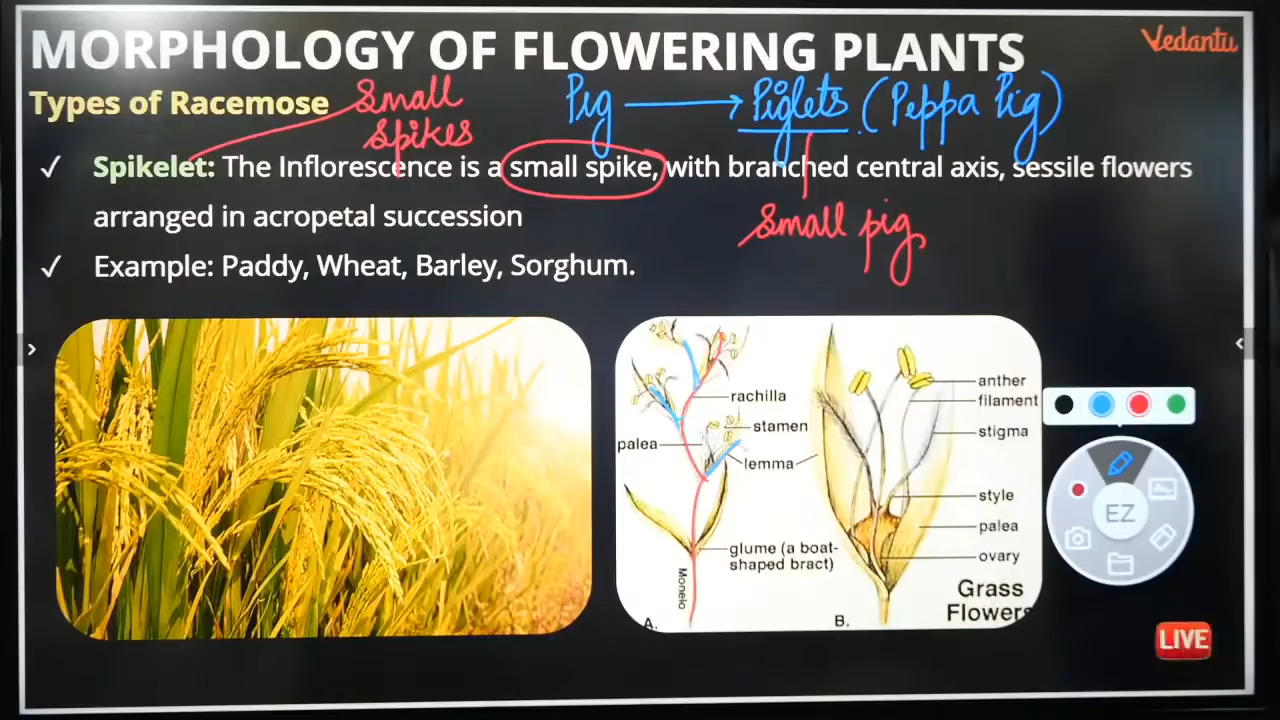 MORPHOLOGY OF FLOWERING PLANTS
Vedantu
Types of Racemose
Small
Spikes
Pig → Piglets (Peppa Pig)
✓ Spikelet: The Inflorescence is a small spike, with branched central axis, sessile flowers
arranged in acropetal succession
Small pig
✓ Example: Paddy, Wheat, Barley, Sorghum.
rachilla
stamen
palea
lemma
glume (a boat-
shaped bract)
Monelo
A.
anther
filament
stigma
style
palea
ovary
Grass
Flowers
B.
EZ
LIVE